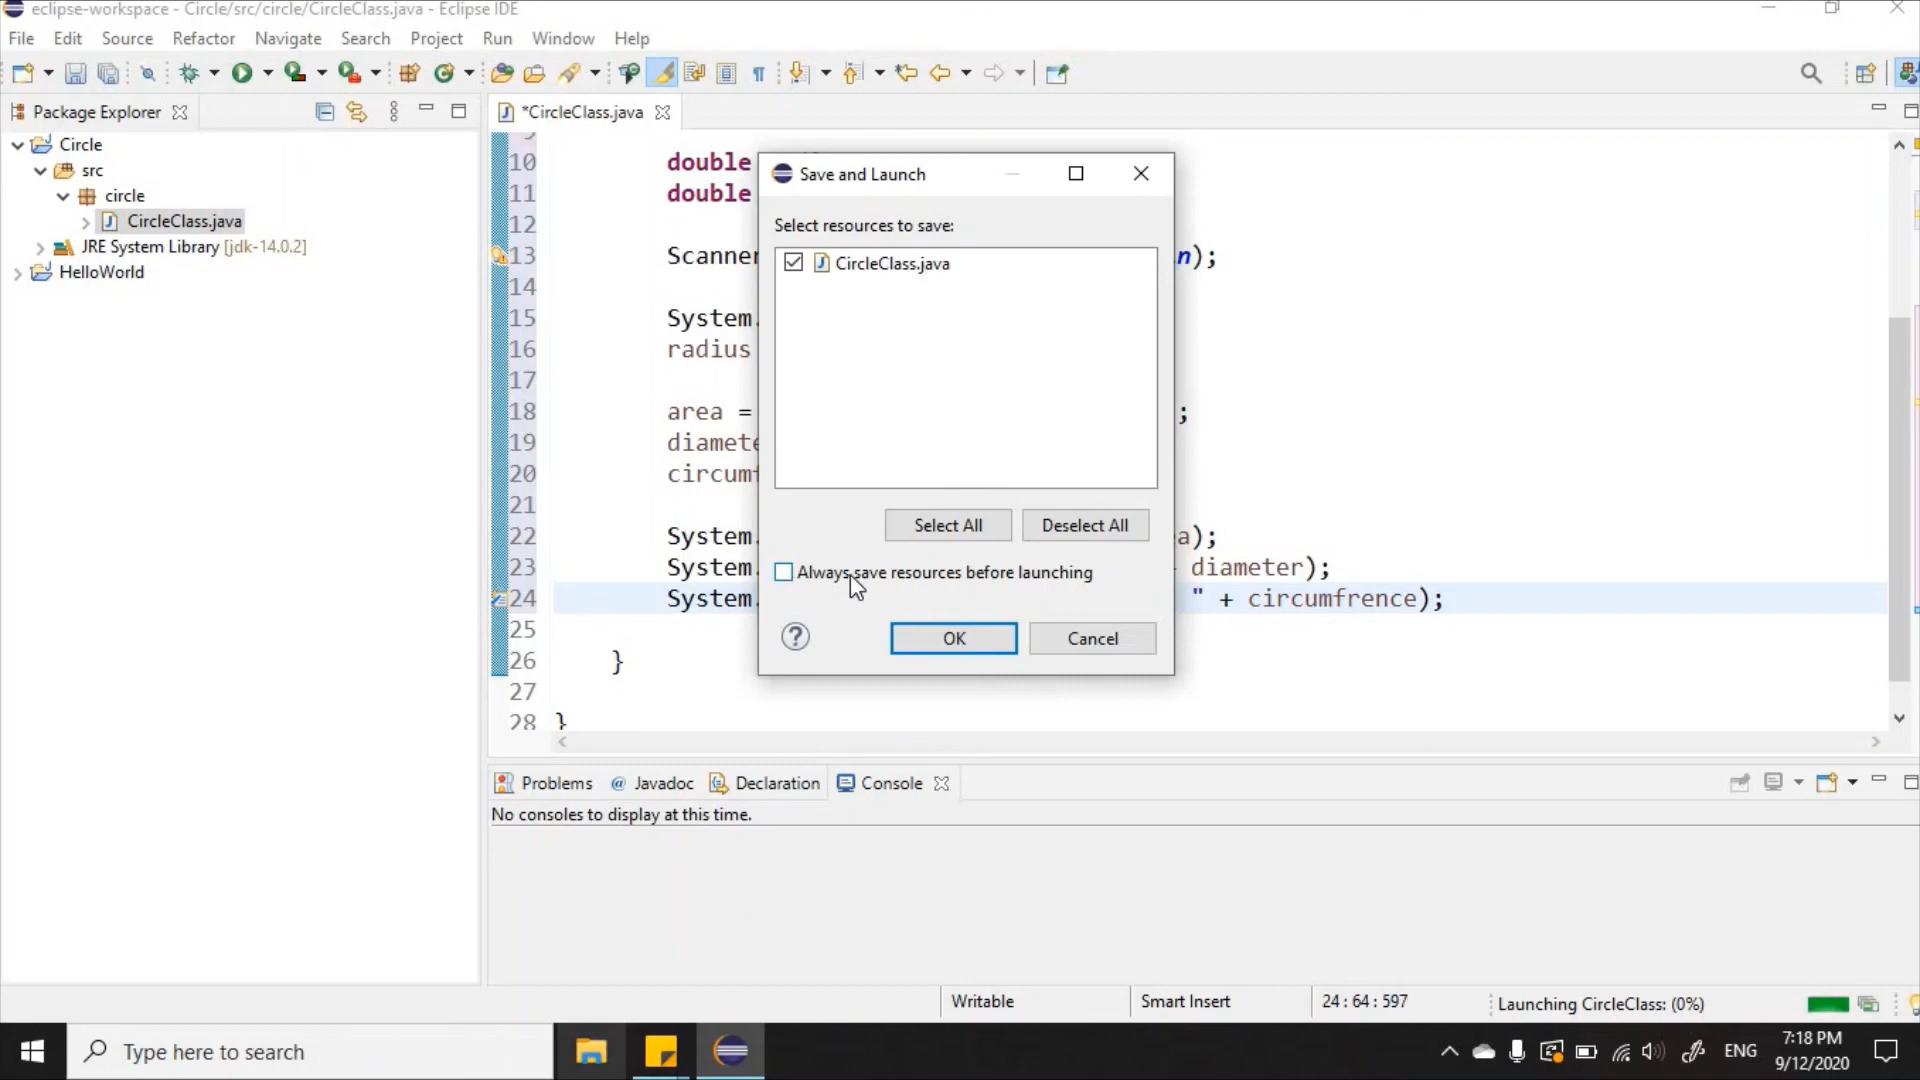 eclipse-workspace - Circle/src/circle/CircleClass.java - Eclipse IDE
File Edit Source Refactor Navigate Search Project Run Window Help
Package Explorer
*CircleClass.java
Circle
src
circle
CircleClass.java
JRE System Library [jdk-14.0.2]
HelloWorld
10 double
11 double
12
13 Scanner n);
14
15 System.
16 radius
17
18 area = ;
19 diamete
20 circumf
21
22 System. a);
23 System. diameter);
24 System. " + circumfrence);
25
26 }
27
28 }
Save and Launch
Select resources to save:
CircleClass.java
Select All Deselect All
Always save resources before launching
OK Cancel
Problems Javadoc Declaration Console
No consoles to display at this time.
Writable Smart Insert 24 : 64 : 597 Launching CircleClass: (0%)
Type here to search
ENG
7:18 PM
9/12/2020